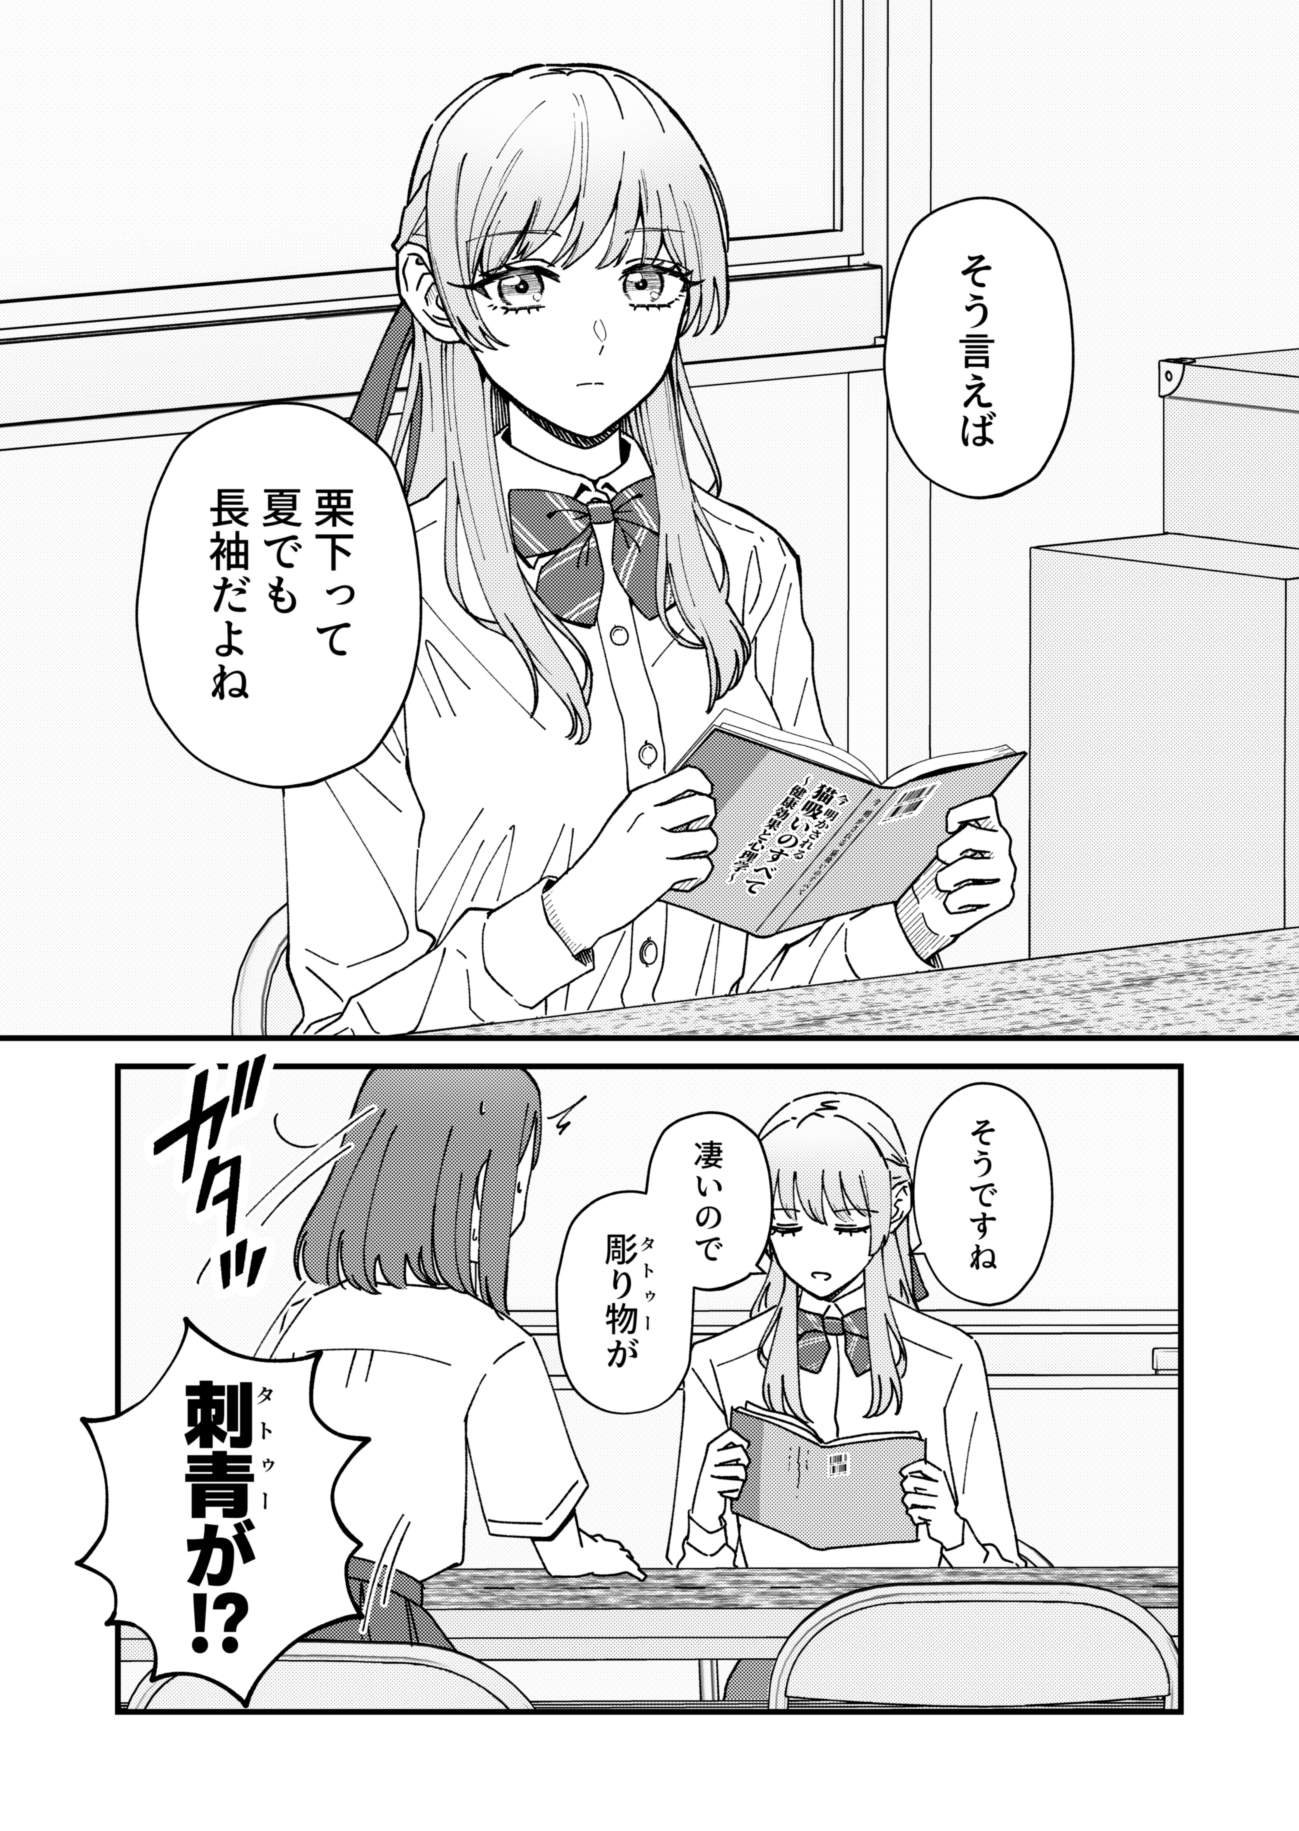 そう言えば
栗下って
夏でも
長袖だよね
今 明かされる
猫吸いのすべて
〜健康効果と心理学〜
そうですね
凄いので
彫り物が
タトゥー
ガタッ
刺青が!?
タトゥー